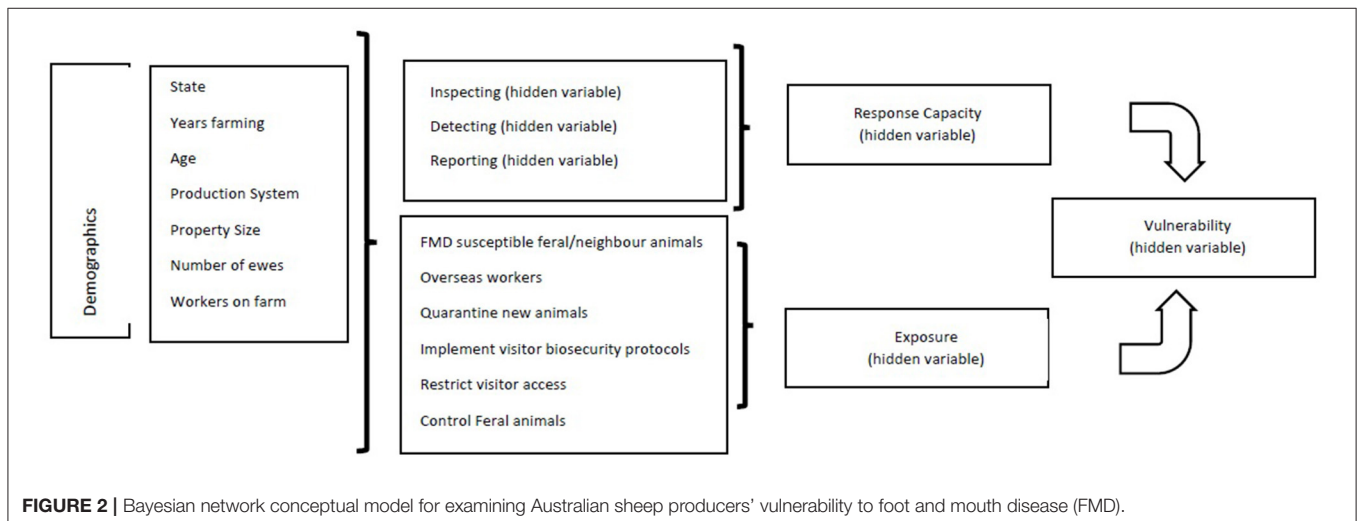 Demographics
State
Years farming
Age
Production System
Property Size
Number of ewes
Workers on farm
Inspecting (hidden variable)
Detecting (hidden variable)
Reporting (hidden variable)
FMD susceptible feral/neighbour animals
Overseas workers
Quarantine new animals
Implement visitor biosecurity protocols
Restrict visitor access
Control Feral animals
Response Capacity
(hidden variable)
Exposure
(hidden variable)
Vulnerability
(hidden variable)
FIGURE 2 | Bayesian network conceptual model for examining Australian sheep producers’ vulnerability to foot and mouth disease (FMD).